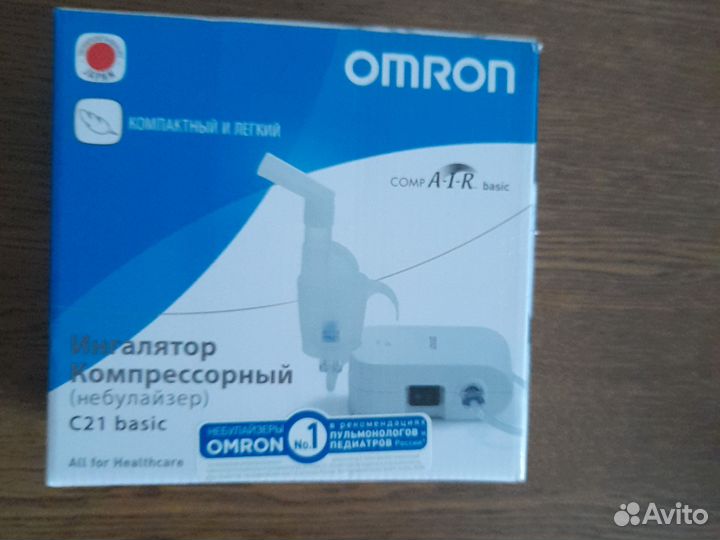 JAPAN
OMRON
КОМПАКТНЫЙ И ЛЕГКИЙ
COMP A-I-R basic
Ингалятор
Компрессорный
(небулайзер)
C21 basic
НЕБУЛАЙЗЕРЫ
OMRON
No.1
в рекомендациях
ПУЛЬМОНОЛОГОВ
ПЕДИАТРОВ России*
All for Healthcare
Avito